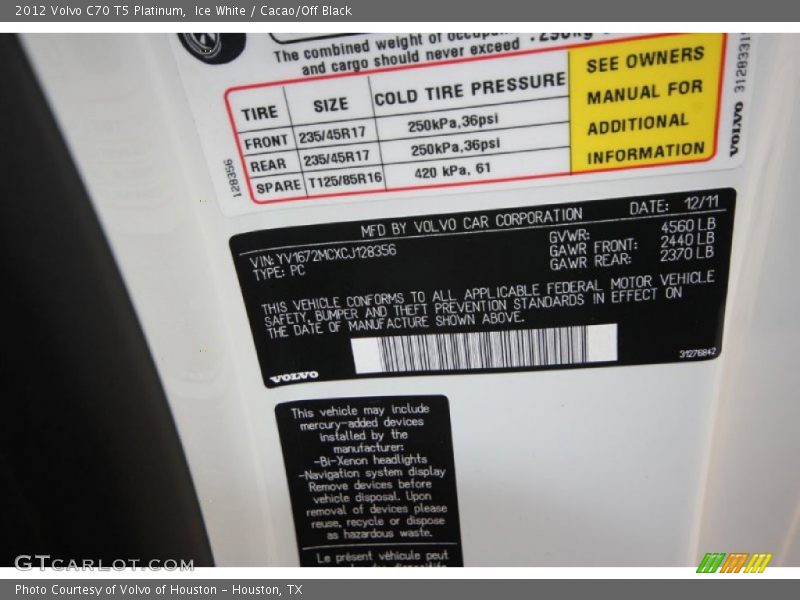 2012 Volvo C70 T5 Platinum, Ice White / Cacao/Off Black
The combined weight of
and cargo should never exceed
TIRE SIZE COLD TIRE PRESSURE
FRONT 235/45R17 250kPa,36psi
REAR 235/45R17 250kPa,36psi
SPARE T125/85R16 420 kPa, 61
SEE OWNERS
MANUAL FOR
ADDITIONAL
INFORMATION
128356
VOLVO
MFD BY VOLVO CAR CORPORATION DATE: 12/11
VIN: YV1672MCXCJ128356
TYPE: PC
GVWR: 4560 LB
GAWR FRONT: 2440 LB
GAWR REAR: 2370 LB
THIS VEHICLE CONFORMS TO ALL APPLICABLE FEDERAL MOTOR VEHICLE
SAFETY, BUMPER AND THEFT PREVENTION STANDARDS IN EFFECT ON
THE DATE OF MANUFACTURE SHOWN ABOVE.
VOLVO
31276842
This vehicle may include
mercury-added devices
installed by the
manufacturer:
-Bi-Xenon headlights
-Navigation system display
Remove devices before
vehicle disposal. Upon
removal of devices please
reuse, recycle or dispose
as hazardous waste.
Le présent véhicule peut
GTCARLOT.COM
Photo Courtesy of Volvo of Houston - Houston, TX